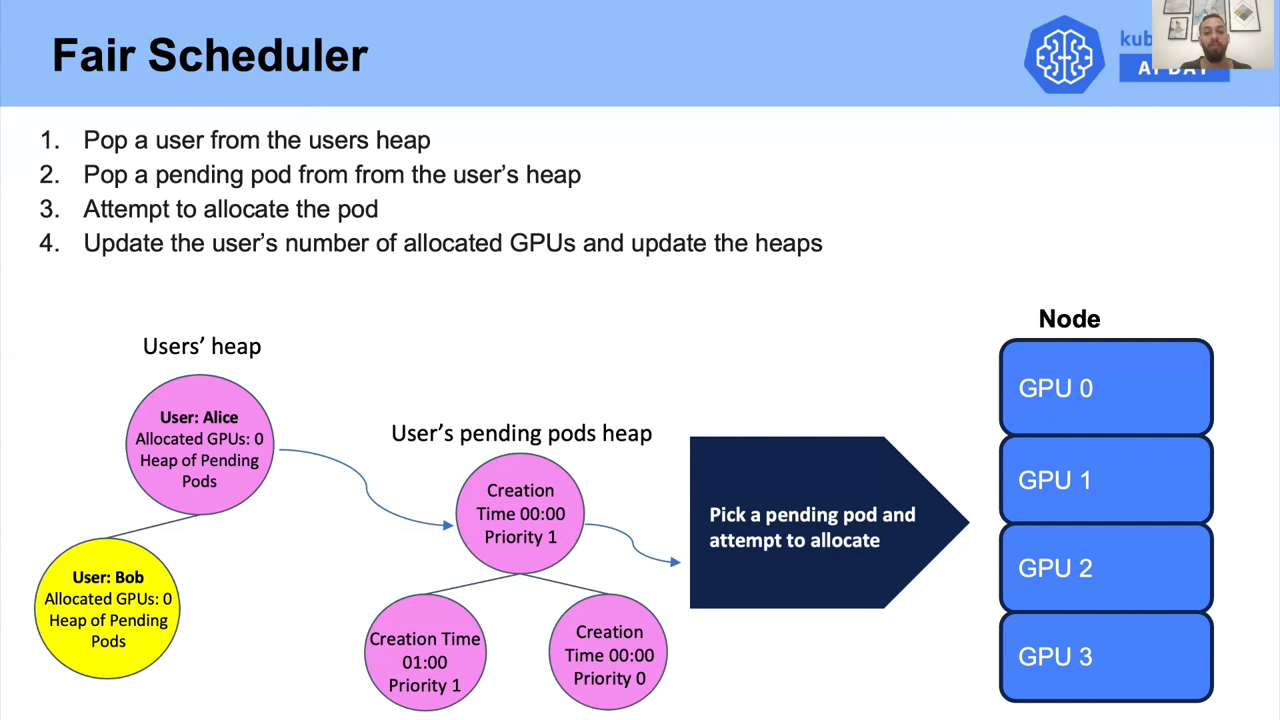 Fair Scheduler
1. Pop a user from the users heap
2. Pop a pending pod from from the user's heap
3. Attempt to allocate the pod
4. Update the user's number of allocated GPUs and update the heaps
Users' heap
User: Alice
Allocated GPUs: 0
Heap of Pending
Pods
User: Bob
Allocated GPUs: 0
Heap of Pending
Pods
User's pending pods heap
Creation
Time 00:00
Priority 1
Creation Time
01:00
Priority 1
Creation
Time 00:00
Priority 0
Pick a pending pod and
attempt to allocate
Node
GPU 0
GPU 1
GPU 2
GPU 3